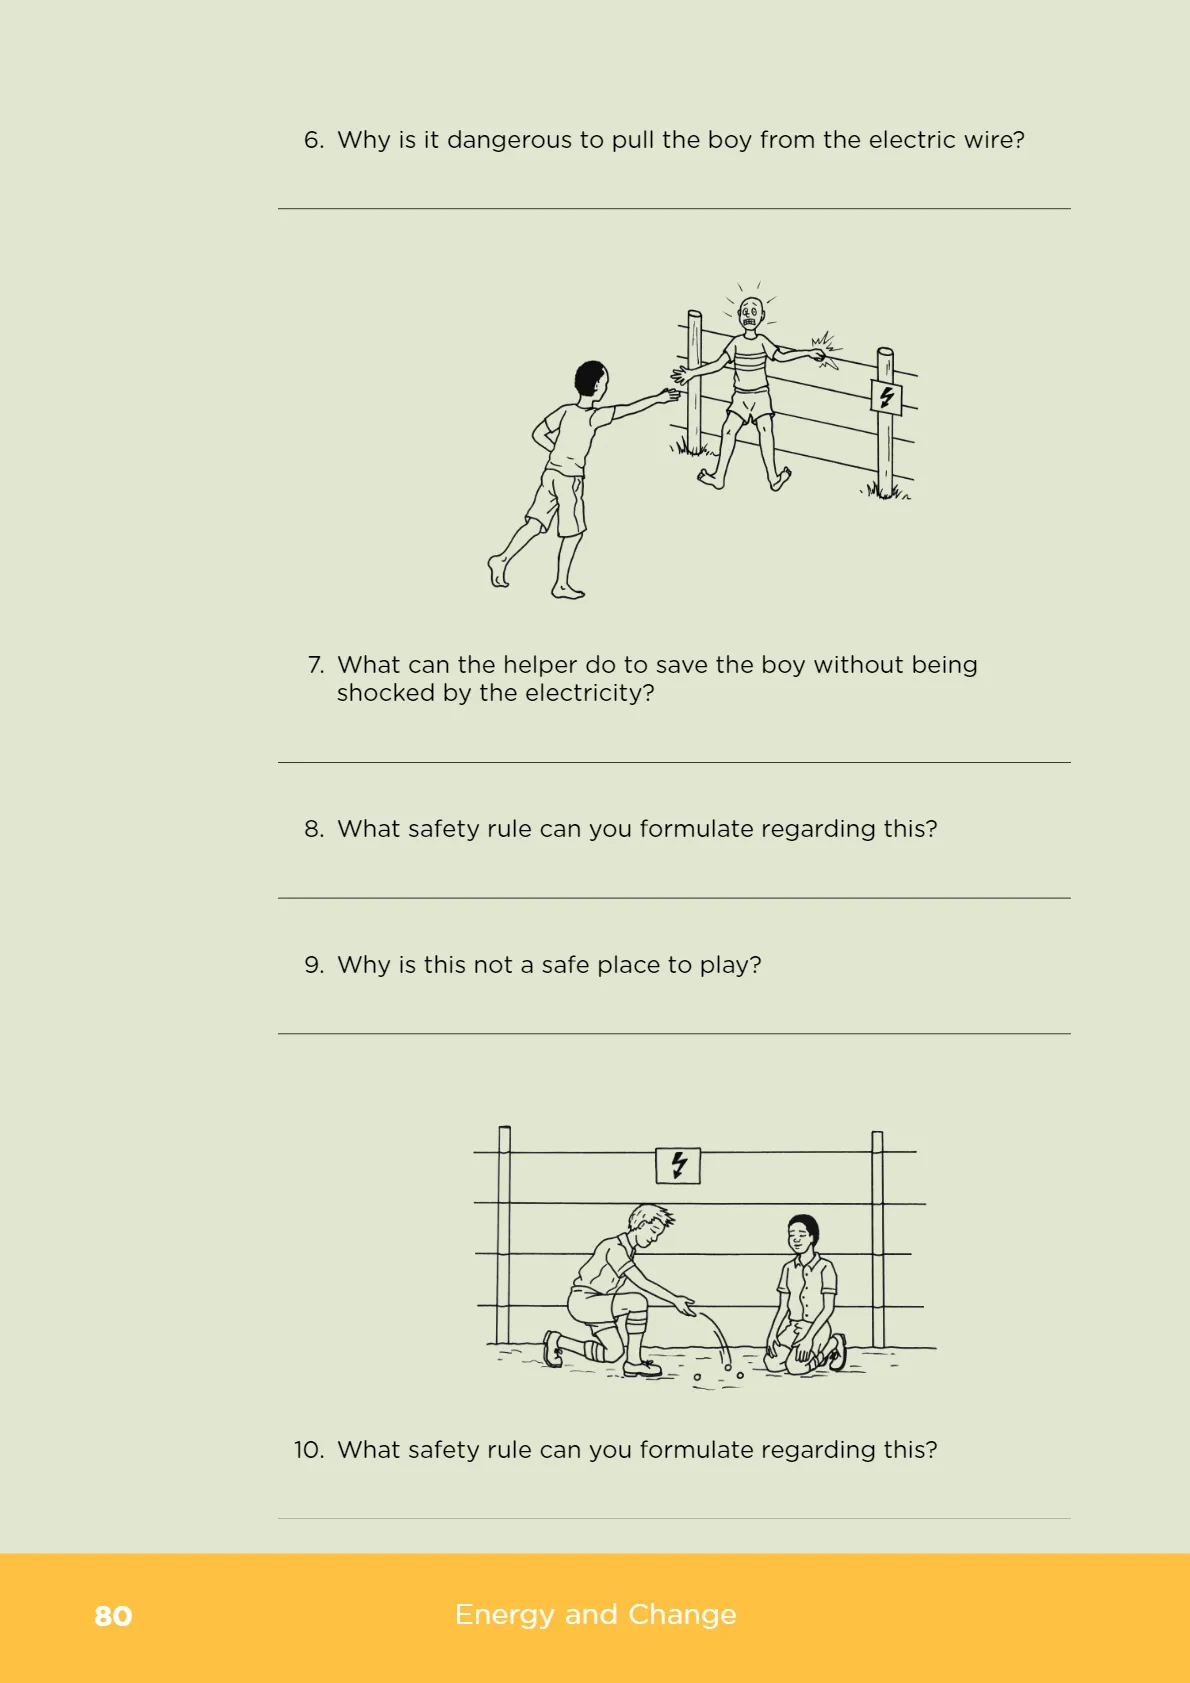 6. Why is it dangerous to pull the boy from the electric wire?
7. What can the helper do to save the boy without being
shocked by the electricity?
8. What safety rule can you formulate regarding this?
9. Why is this not a safe place to play?
10. What safety rule can you formulate regarding this?
80
Energy and Change